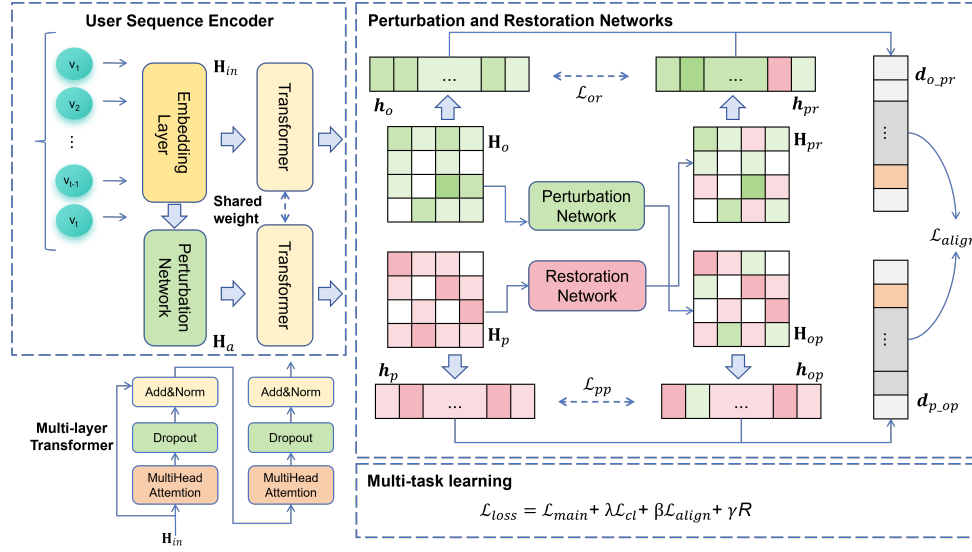 User Sequence Encoder
v1
v2
...
vt-1
vt
Embedding
Layer
Hin
Transformer
Shared
weight
Perturbation
Network
Ha
Transformer
Add&Norm
Add&Norm
Multi-layer
Transformer
Dropout
Dropout
MultiHead
Attemtion
MultiHead
Attemtion
Hin
Perturbation and Restoration Networks
...
ho
ℒor
...
hpr
do_pr
Ho
Hpr
...
Perturbation
Network
Restoration
Network
ℒalign
Hp
Hop
...
hp
ℒpp
hop
...
...
dp_op
Multi-task learning
ℒloss = ℒmain+ λℒcl+ βℒalign+ γR